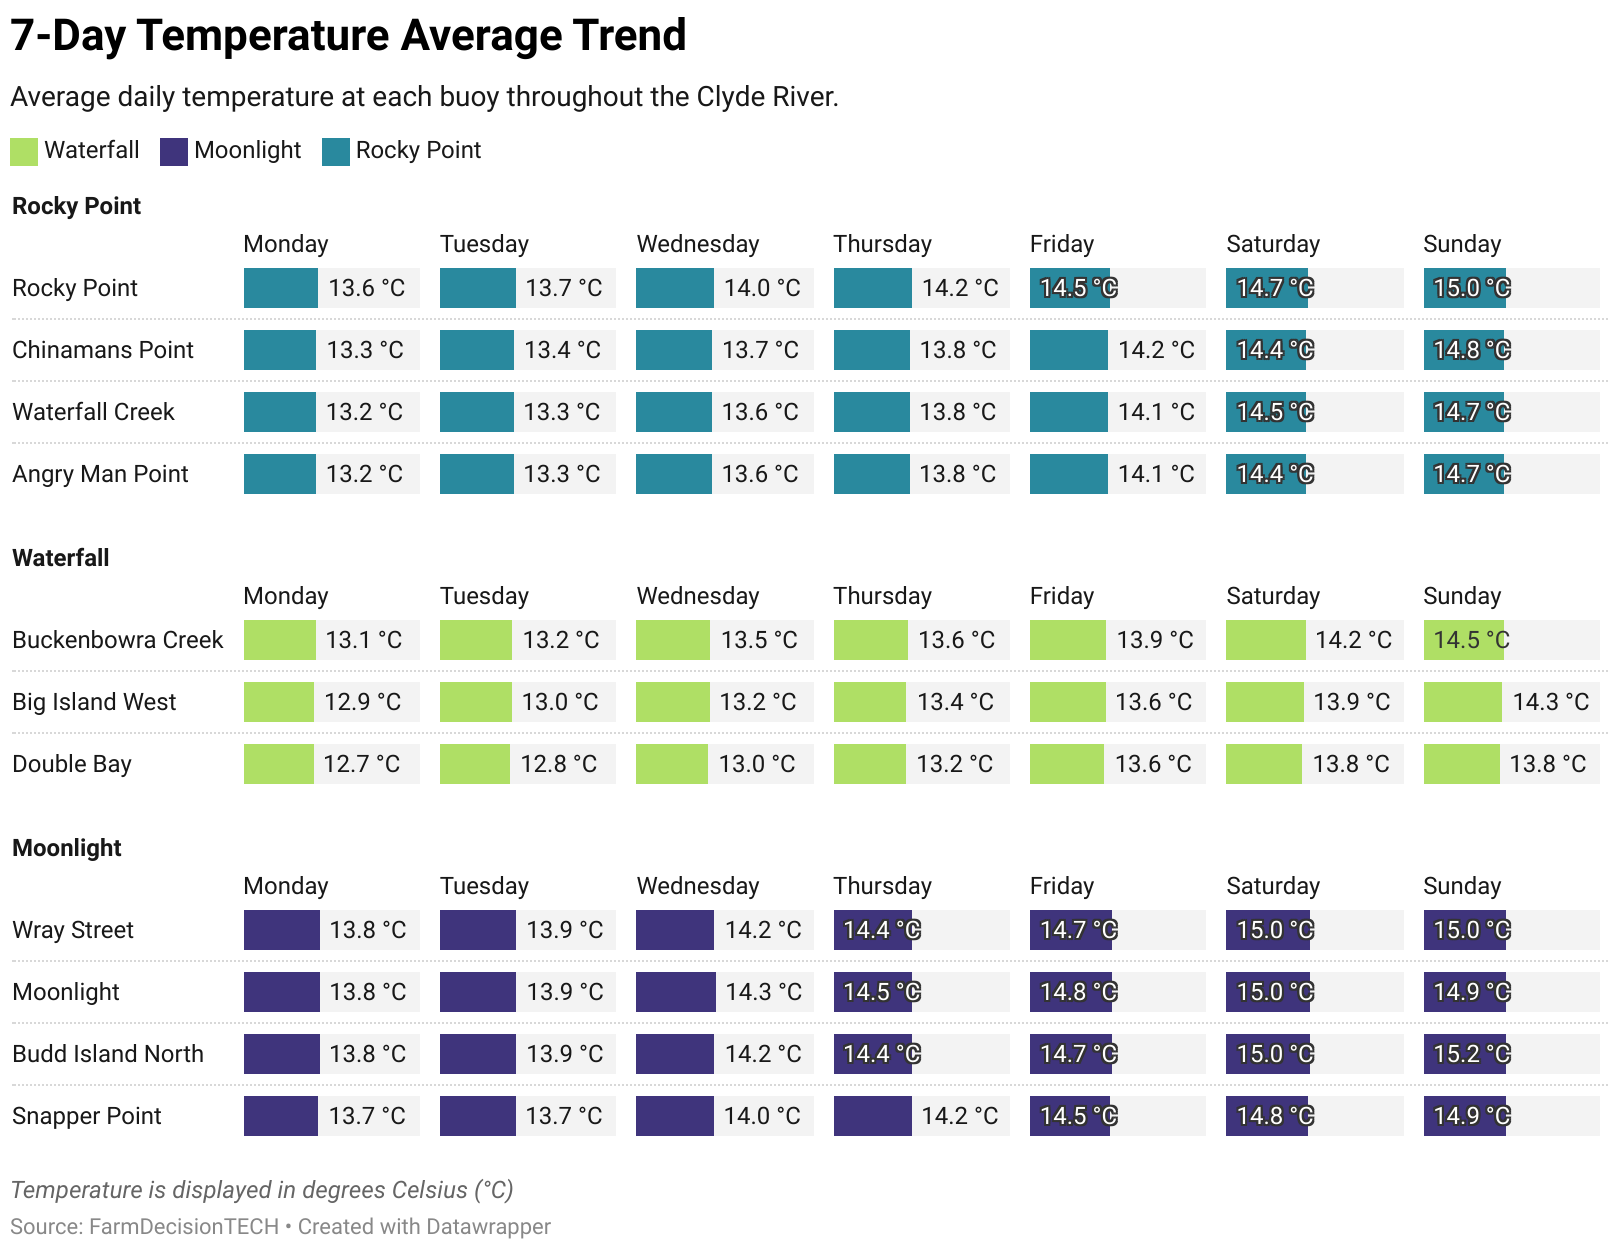 7-Day Temperature Average Trend
Average daily temperature at each buoy throughout the Clyde River.
Waterfall Moonlight Rocky Point
Rocky Point
Monday Tuesday Wednesday Thursday Friday Saturday Sunday
Rocky Point 13.6 °C 13.7 °C 14.0 °C 14.2 °C 14.5 °C 14.7 °C 15.0 °C
Chinamans Point 13.3 °C 13.4 °C 13.7 °C 13.8 °C 14.2 °C 14.4 °C 14.8 °C
Waterfall Creek 13.2 °C 13.3 °C 13.6 °C 13.8 °C 14.1 °C 14.5 °C 14.7 °C
Angry Man Point 13.2 °C 13.3 °C 13.6 °C 13.8 °C 14.1 °C 14.4 °C 14.7 °C
Waterfall
Monday Tuesday Wednesday Thursday Friday Saturday Sunday
Buckenbowra Creek 13.1 °C 13.2 °C 13.5 °C 13.6 °C 13.9 °C 14.2 °C 14.5 °C
Big Island West 12.9 °C 13.0 °C 13.2 °C 13.4 °C 13.6 °C 13.9 °C 14.3 °C
Double Bay 12.7 °C 12.8 °C 13.0 °C 13.2 °C 13.6 °C 13.8 °C 13.8 °C
Moonlight
Monday Tuesday Wednesday Thursday Friday Saturday Sunday
Wray Street 13.8 °C 13.9 °C 14.2 °C 14.4 °C 14.7 °C 15.0 °C 15.0 °C
Moonlight 13.8 °C 13.9 °C 14.3 °C 14.5 °C 14.8 °C 15.0 °C 14.9 °C
Budd Island North 13.8 °C 13.9 °C 14.2 °C 14.4 °C 14.7 °C 15.0 °C 15.2 °C
Snapper Point 13.7 °C 13.7 °C 14.0 °C 14.2 °C 14.5 °C 14.8 °C 14.9 °C
Temperature is displayed in degrees Celsius (°C)
Source: FarmDecisionTECH • Created with Datawrapper